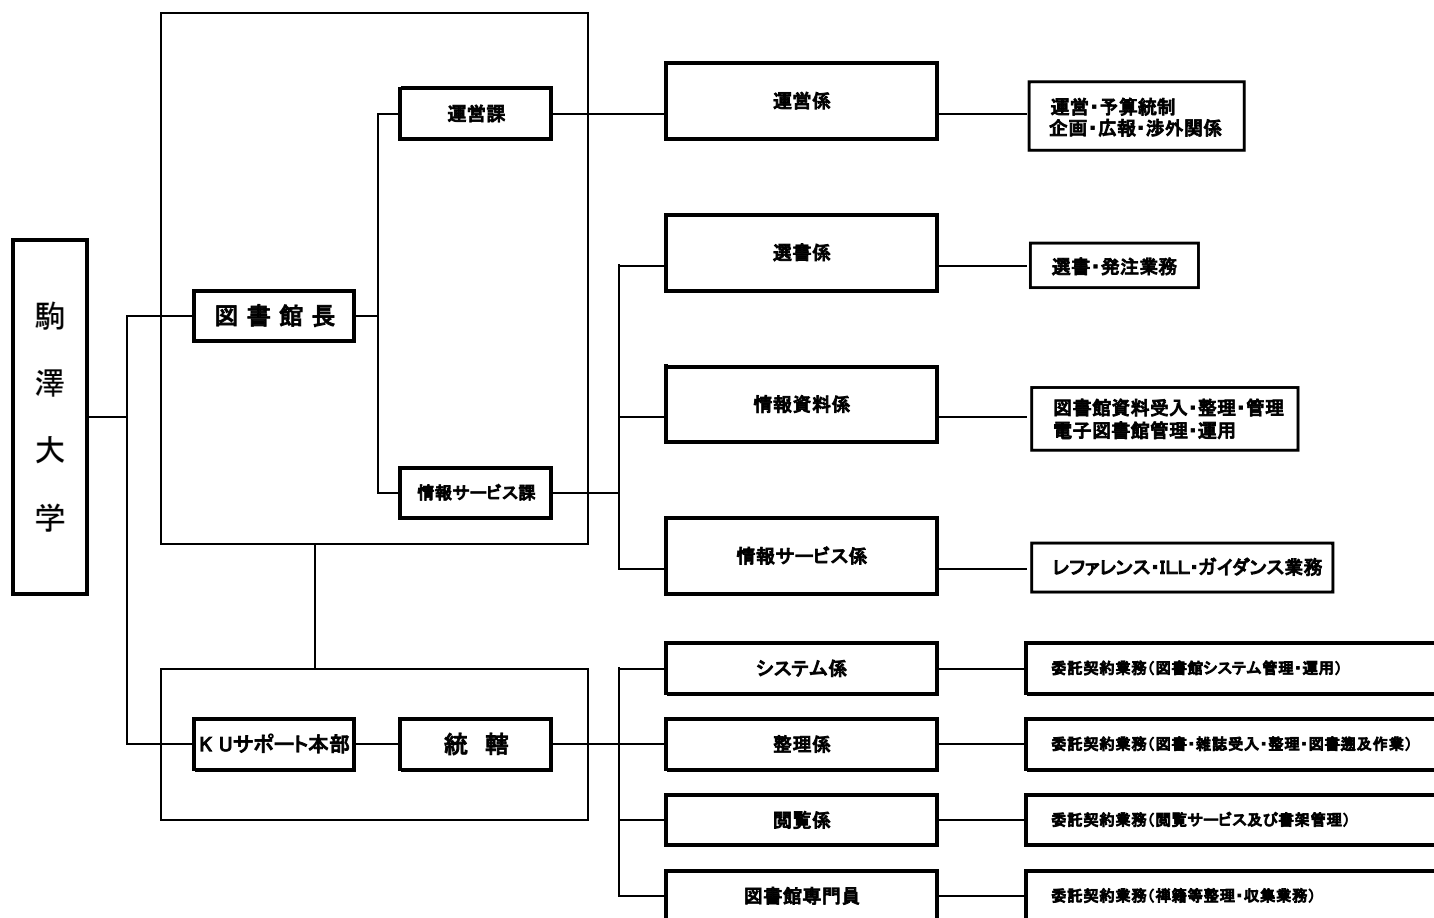 駒澤大学
図書館長
運営課
情報サービス課
運営係
運営・予算統制
企画・広報・渉外関係
選書係
選書・発注業務
情報資料係
図書館資料受入・整理・管理
電子図書館管理・運用
情報サービス係
レファレンス・ILL・ガイダンス業務
KUサポート本部
統轄
システム係
委託契約業務(図書館システム管理・運用)
整理係
委託契約業務(図書・雑誌受入・整理・図書遡及作業)
閲覧係
委託契約業務(閲覧サービス及び書架管理)
図書館専門員
委託契約業務(禅籍等整理・収集業務)